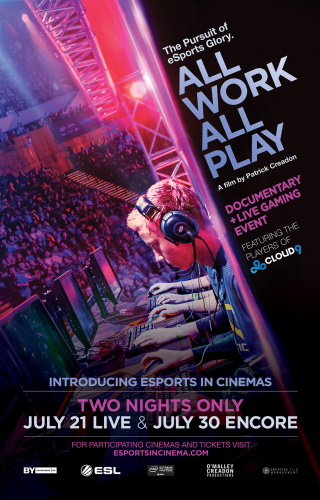 The Pursuit of
eSports Glory.
ALL
WORK
ALL
PLAY
A film by Patrick Creadon
DOCUMENTARY
+ LIVE GAMING
EVENT
FEATURING THE
PLAYERS OF
CLOUD9
INTRODUCING ESPORTS IN CINEMAS
TWO NIGHTS ONLY
JULY 21 LIVE & JULY 30 ENCORE
FOR PARTICIPATING CINEMAS AND TICKETS VISIT
ESPORTSINCINEMA.COM
BY
ESL
O'MALLEY
CREADON
PRODUCTIONS